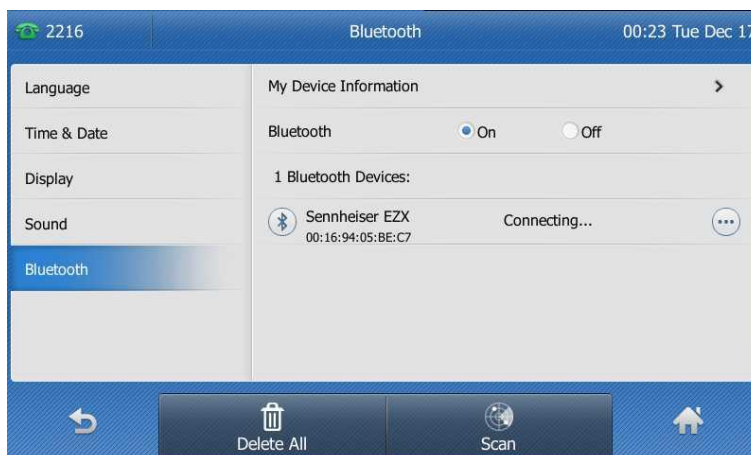 2216 Bluetooth 00:23 Tue Dec 17
Language
Time & Date
Display
Sound
Bluetooth
My Device Information
Bluetooth On Off
1 Bluetooth Devices:
Sennheiser EZX Connecting...
00:16:94:05:BE:C7
Delete All Scan